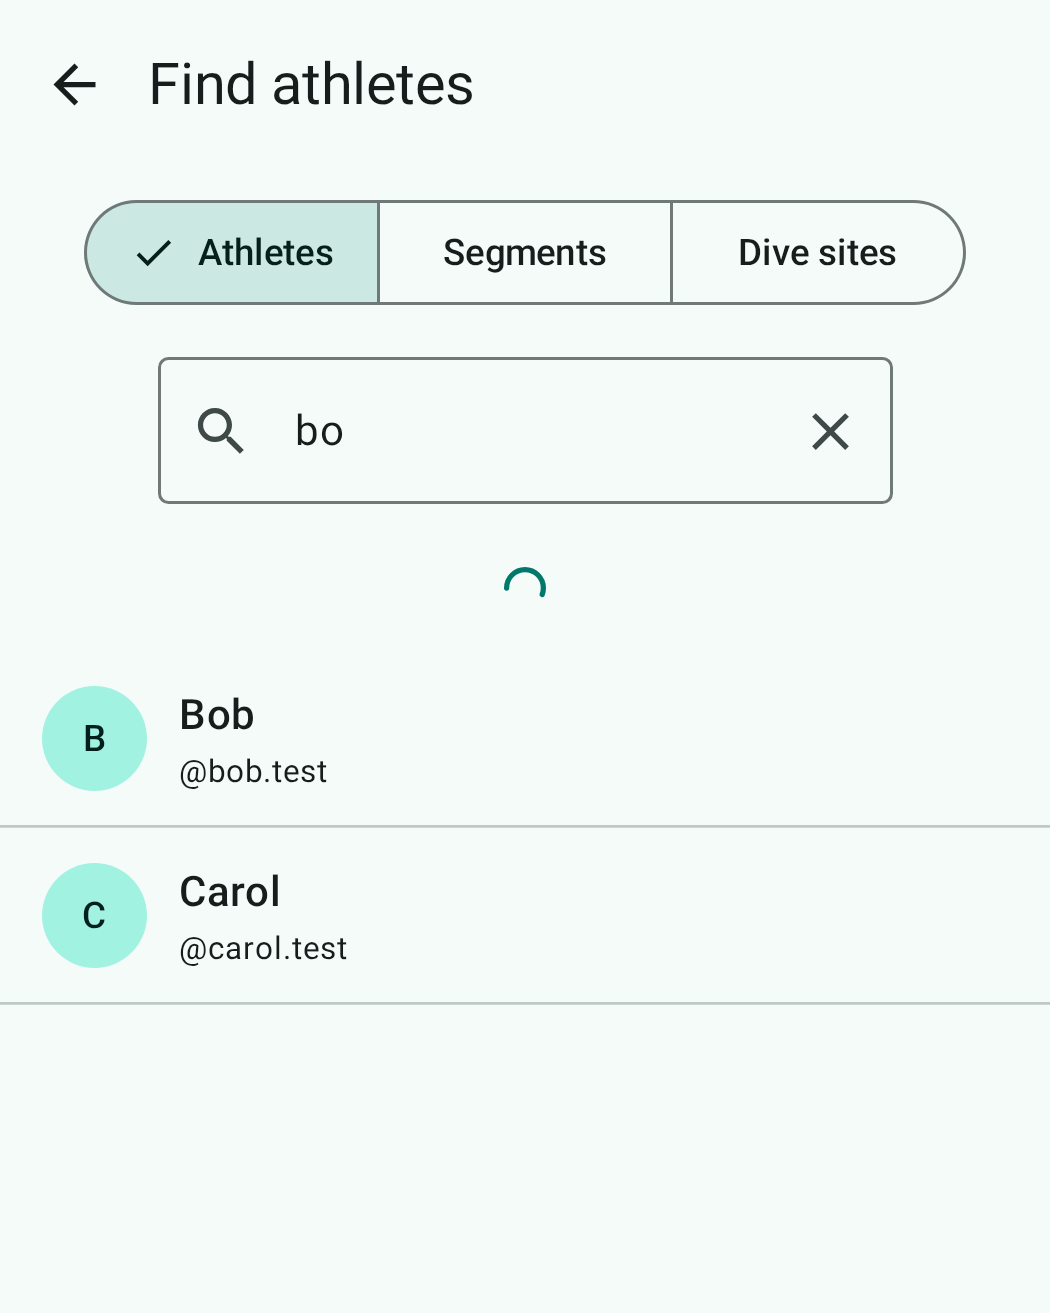 Find athletes
Athletes Segments Dive sites
bo
B
Bob
@bob.test
C
Carol
@carol.test